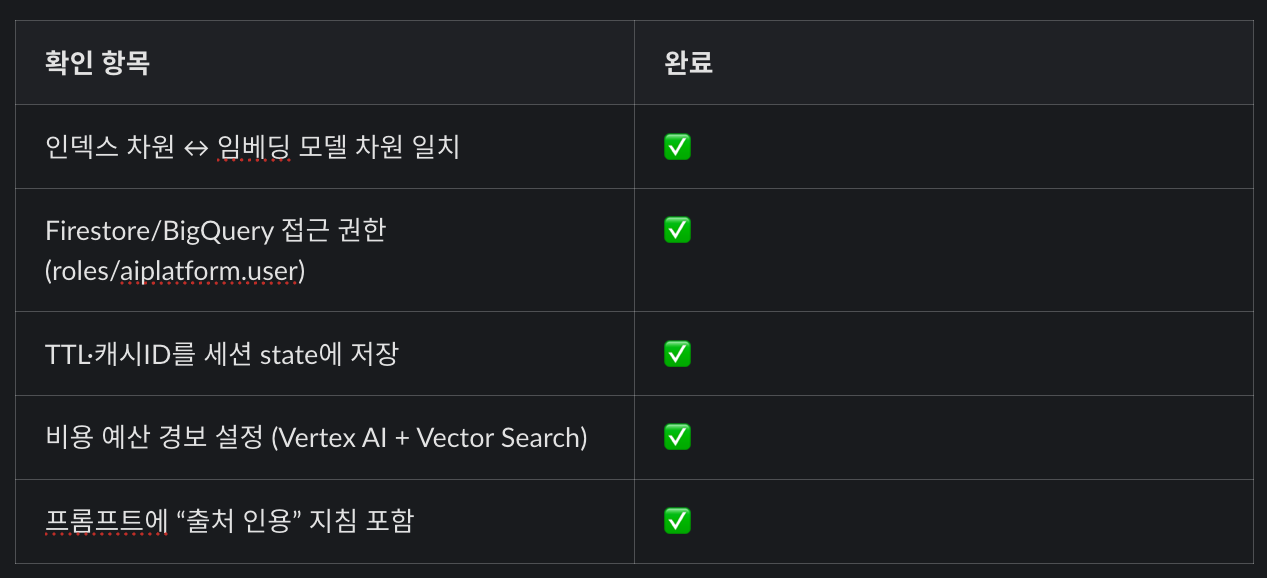 확인 항목
완료
인덱스 차원 ↔ 임베딩 모델 차원 일치
✅
Firestore/BigQuery 접근 권한
(roles/aiplatform.user)
✅
TTL·캐시ID를 세션 state에 저장
✅
비용 예산 경보 설정 (Vertex AI + Vector Search)
✅
프롬프트에 “출처 인용” 지침 포함
✅